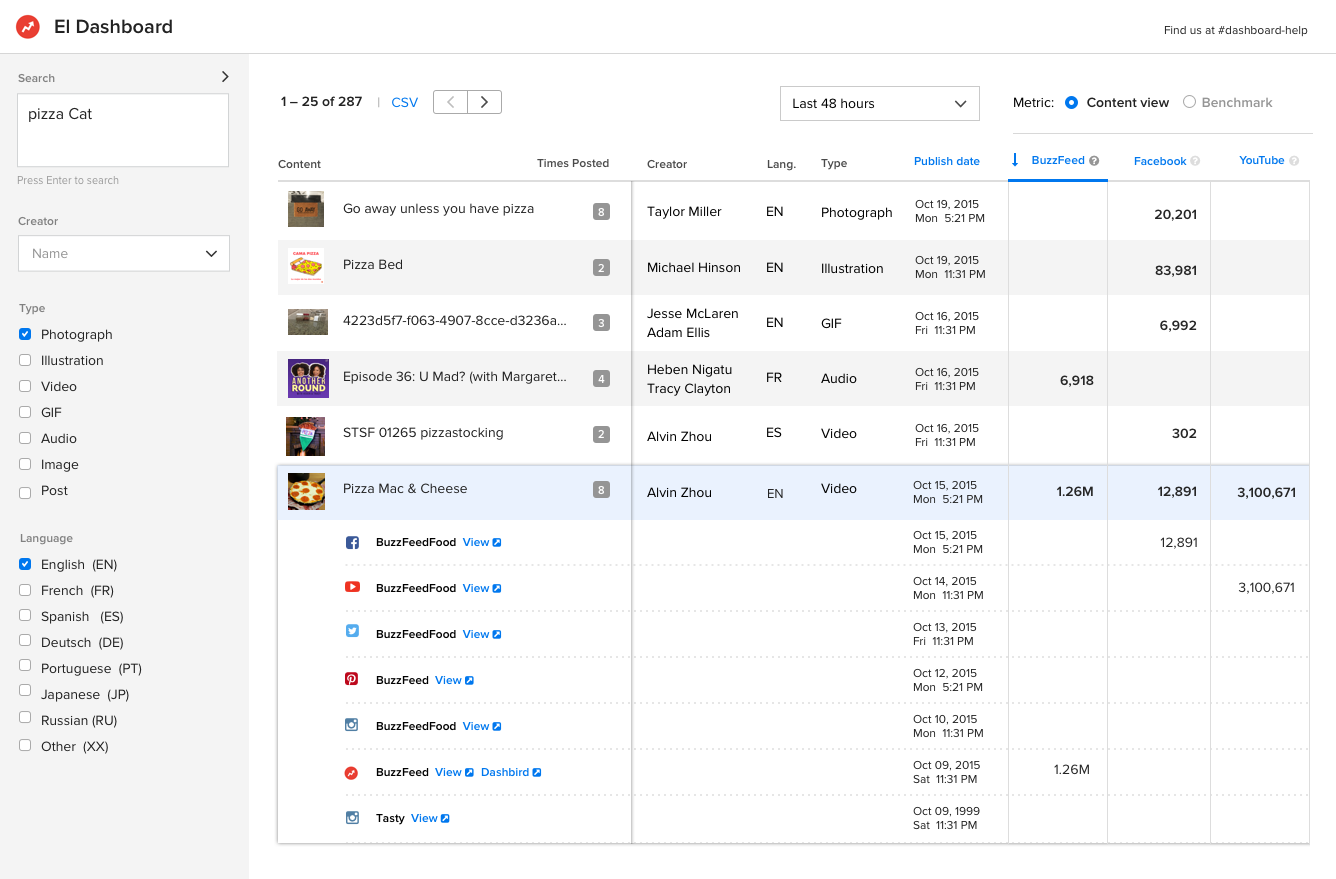 El Dashboard
Find us at #dashboard-help
Search
pizza Cat
Press Enter to search
Creator
Name
Type
Photograph
Illustration
Video
GIF
Audio
Image
Post
Language
English (EN)
French (FR)
Spanish (ES)
Deutsch (DE)
Portuguese (PT)
Japanese (JP)
Russian (RU)
Other (XX)
1 – 25 of 287 | CSV
Last 48 hours
Metric: Content view Benchmark
Content Times Posted Creator Lang. Type Publish date BuzzFeed ? Facebook ? YouTube ?
Go away unless you have pizza 8 Taylor Miller EN Photograph Oct 19, 2015 20,201
Mon 5:21 PM
CAMA PIZZA
Pizza Bed 2 Michael Hinson EN Illustration Oct 19, 2015 83,981
Mon 11:31 PM
4223d5f7-f063-4907-8cce-d3236a... 3 Jesse McLaren EN GIF Oct 16, 2015 6,992
Adam Ellis Fri 11:31 PM
ANOTHER
ROUND
Episode 36: U Mad? (with Margaret... 4 Heben Nigatu FR Audio Oct 16, 2015 6,918
Tracy Clayton Fri 11:31 PM
STSF 01265 pizzastocking 2 Alvin Zhou ES Video Oct 16, 2015 302
Fri 11:31 PM
Pizza Mac & Cheese 8 Alvin Zhou EN Video Oct 15, 2015 1.26M 12,891 3,100,671
Mon 5:21 PM
BuzzFeedFood View Oct 15, 2015 12,891
Mon 5:21 PM
BuzzFeedFood View Oct 14, 2015 3,100,671
Mon 11:31 PM
BuzzFeedFood View Oct 13, 2015
Fri 11:31 PM
BuzzFeed View Oct 12, 2015
Mon 5:21 PM
BuzzFeedFood View Oct 10, 2015
Mon 11:31 PM
BuzzFeed View Dashbird Oct 09, 2015 1.26M
Sat 11:31 PM
Tasty View Oct 09, 1999
Sat 11:31 PM